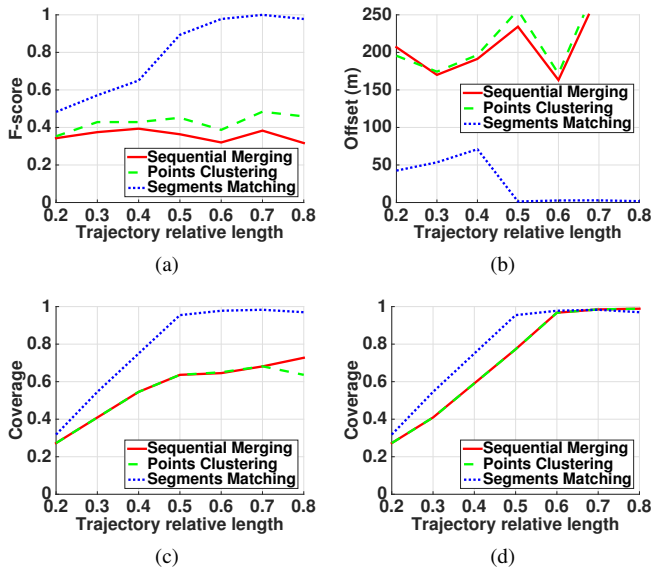 1
0.8
0.6
0.4
0.2
0
F-score
Sequential Merging
Points Clustering
Segments Matching
0.2 0.3 0.4 0.5 0.6 0.7 0.8
Trajectory relative length
(a)
250
200
150
100
50
0
Offset (m)
Sequential Merging
Points Clustering
Segments Matching
0.2 0.3 0.4 0.5 0.6 0.7 0.8
Trajectory relative length
(b)
1
0.8
0.6
0.4
0.2
0
Coverage
Sequential Merging
Points Clustering
Segments Matching
0.2 0.3 0.4 0.5 0.6 0.7 0.8
Trajectory relative length
(c)
1
0.8
0.6
0.4
0.2
0
Coverage
Sequential Merging
Points Clustering
Segments Matching
0.2 0.3 0.4 0.5 0.6 0.7 0.8
Trajectory relative length
(d)